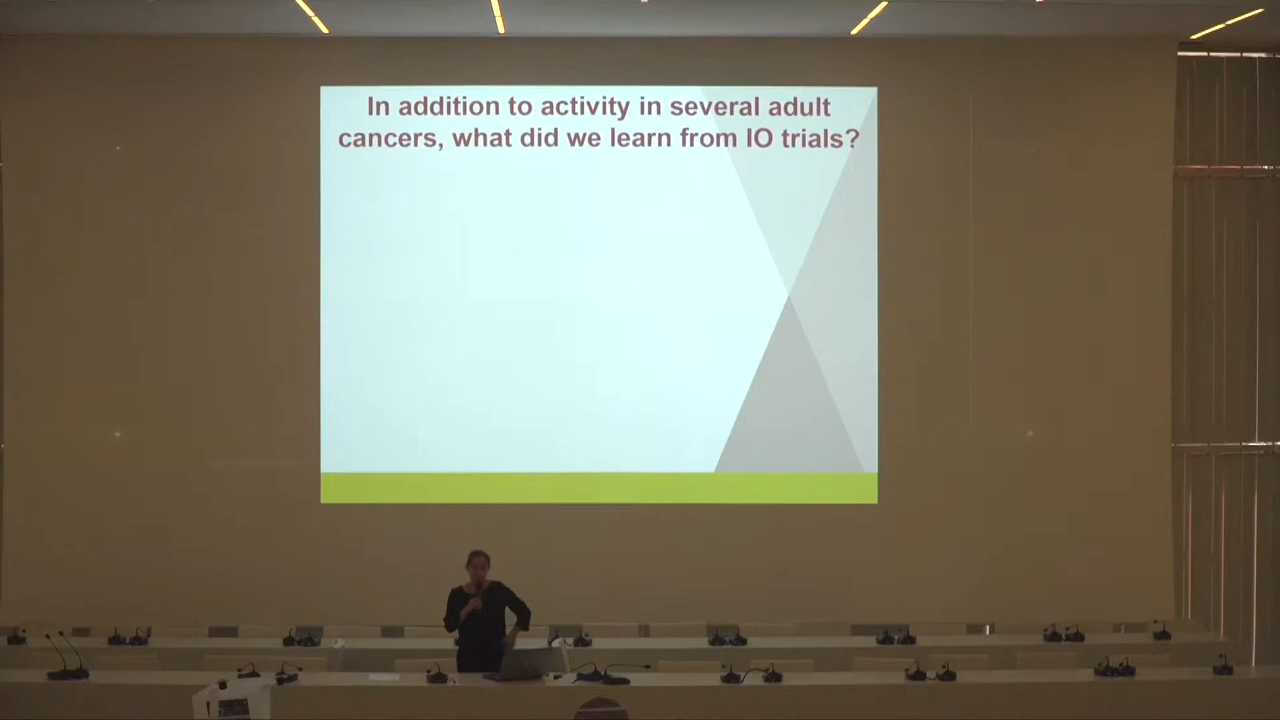 In addition to activity in several adult
cancers, what did we learn from IO trials?